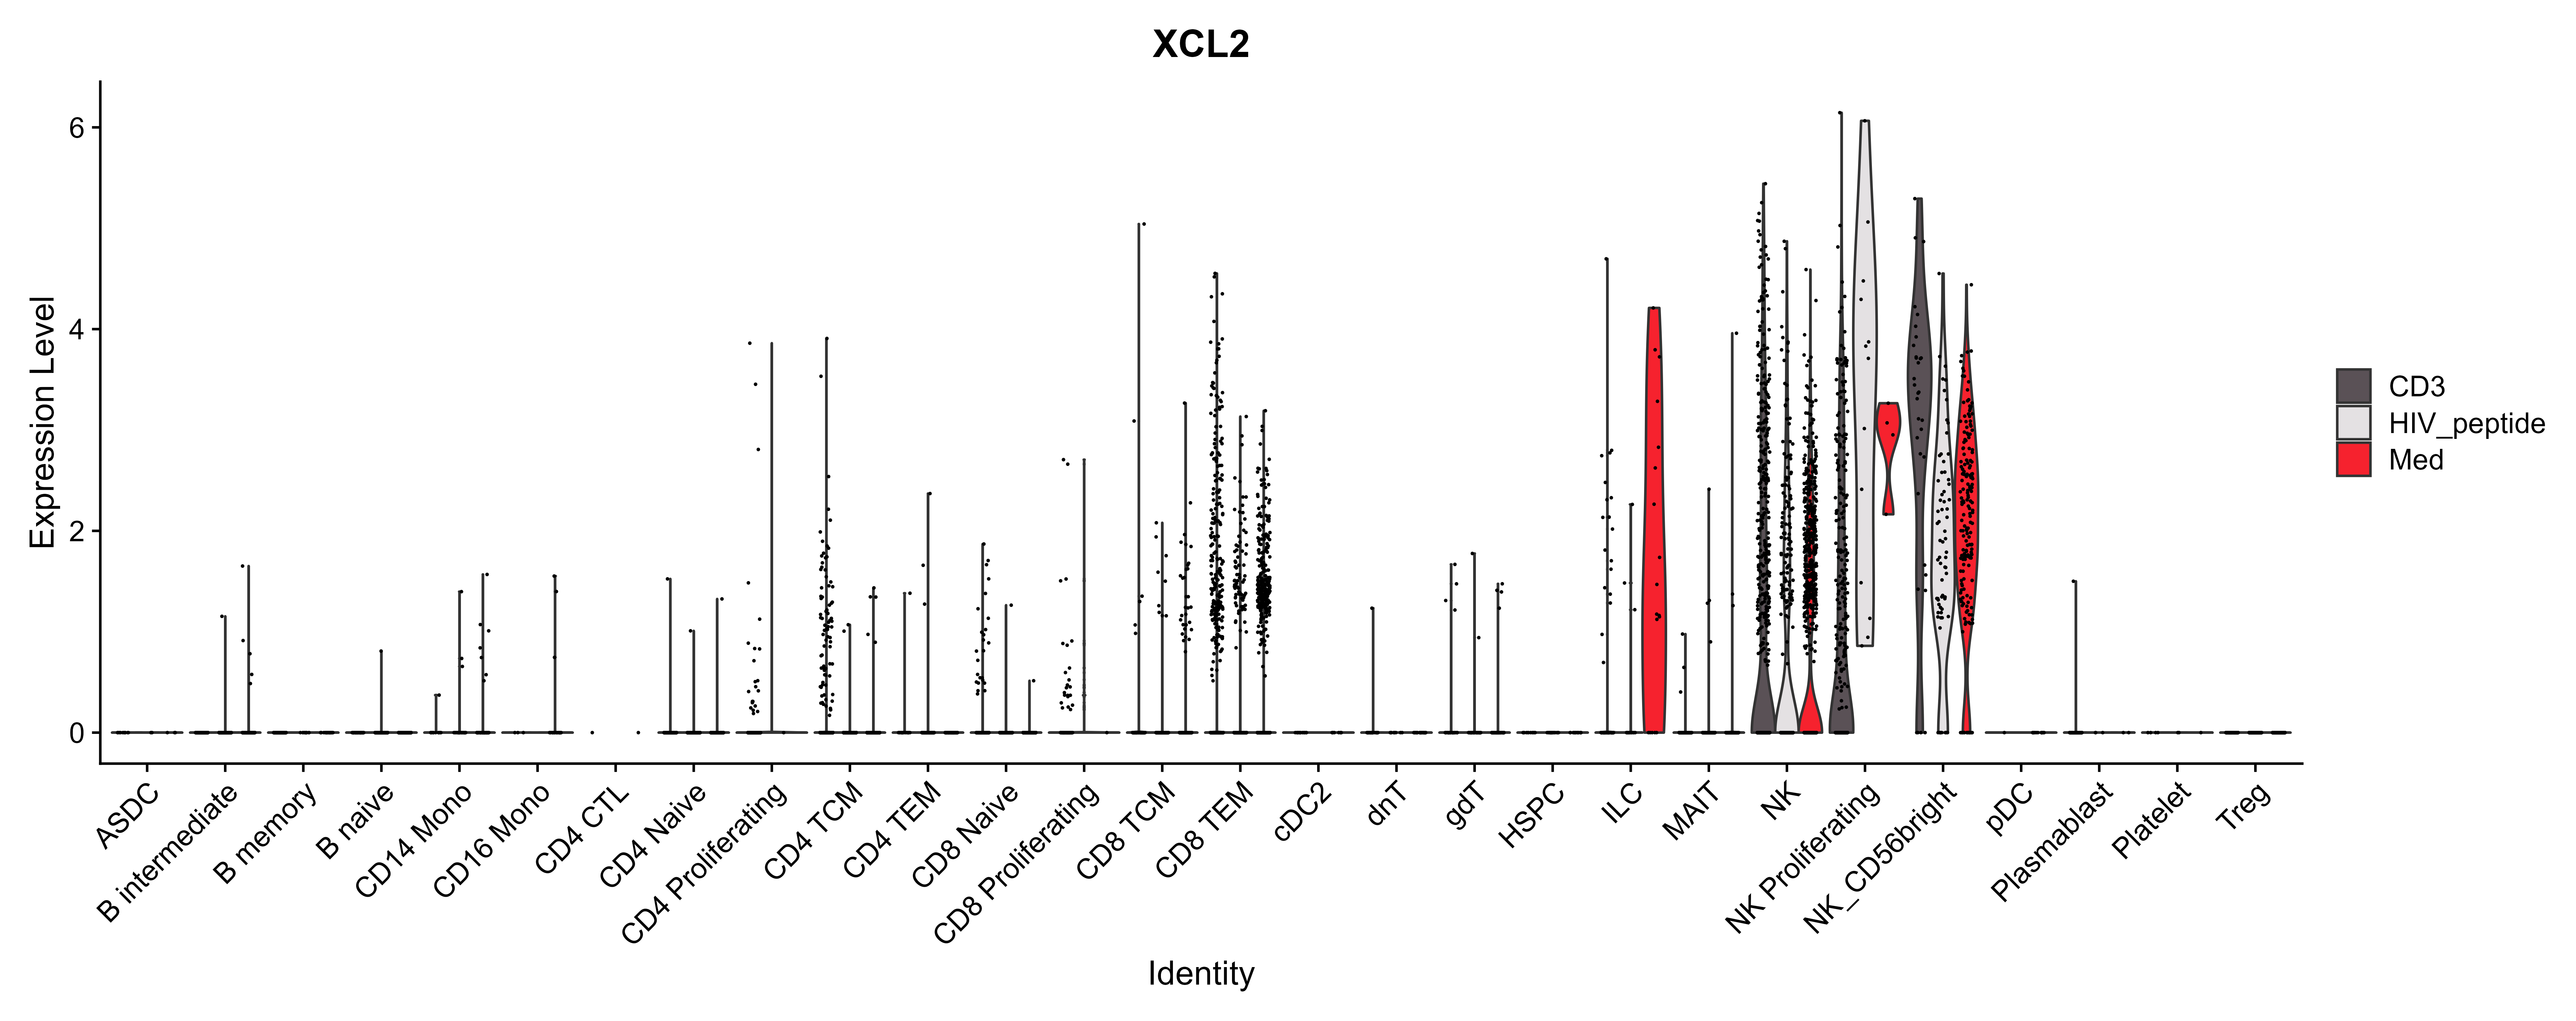 XCL2
Expression Level
6
4
2
0
ASDC
B intermediate
B memory
B naive
CD14 Mono
CD16 Mono
CD4 CTL
CD4 Naive
CD4 Proliferating
CD4 TCM
CD4 TEM
CD8 Naive
CD8 Proliferating
CD8 TCM
CD8 TEM
cDC2
dnT
gdT
HSPC
ILC
MAIT
NK
NK Proliferating
NK_CD56bright
pDC
Plasmablast
Platelet
Treg
Identity
CD3
HIV_peptide
Med